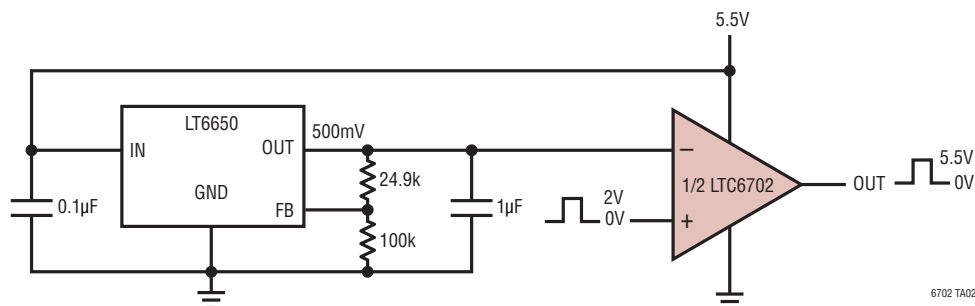 5.5V
LT6650
IN
OUT
500mV
GND
FB
24.9k
100k
0.1µF
1µF
2V
0V
−
+
1/2 LTC6702
OUT
5.5V
0V
6702 TA02